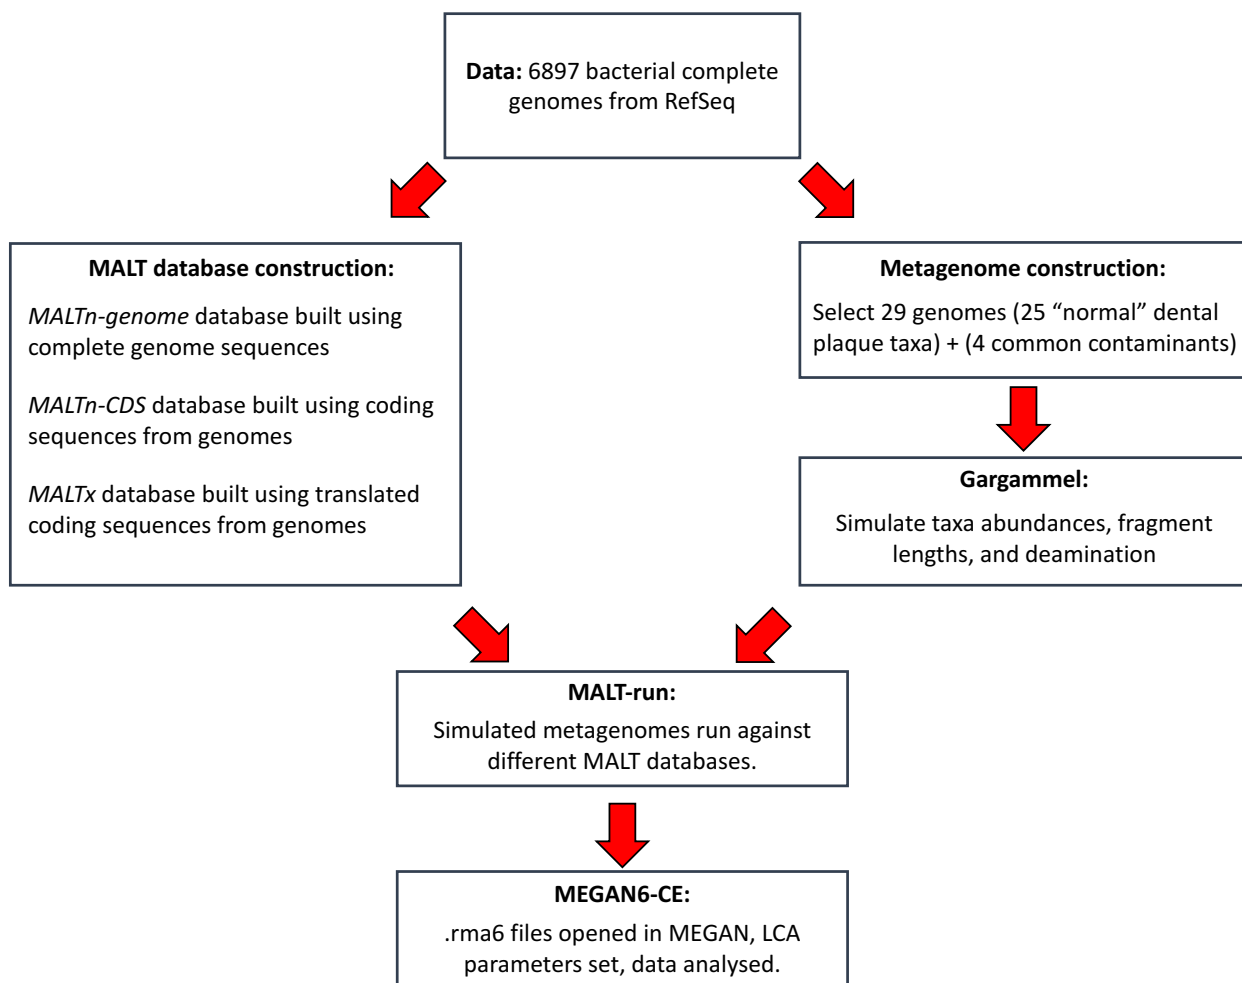 Data: 6897 bacterial complete
genomes from RefSeq
MALT database construction:
MALTn-genome database built using
complete genome sequences
MALTn-CDS database built using coding
sequences from genomes
MALTx database built using translated
coding sequences from genomes
Metagenome construction:
Select 29 genomes (25 “normal” dental
plaque taxa) + (4 common contaminants)
Gargammel:
Simulate taxa abundances, fragment
lengths, and deamination
MALT-run:
Simulated metagenomes run against
different MALT databases.
MEGAN6-CE:
.rma6 files opened in MEGAN, LCA
parameters set, data analysed.